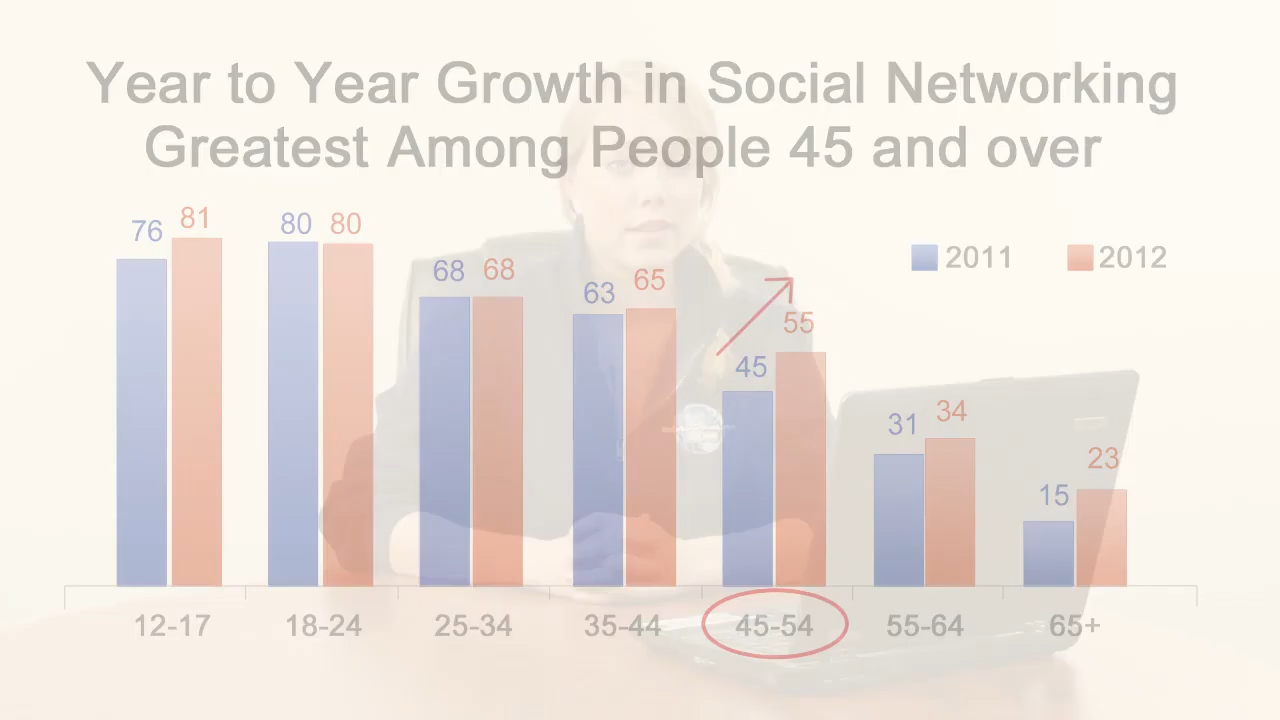 Year to Year Growth in Social Networking
Greatest Among People 45 and over
76 81 80 80 68 68 63 65 45 55 31 34 15 23
2011 2012
12-17 18-24 25-34 35-44 45-54 55-64 65+